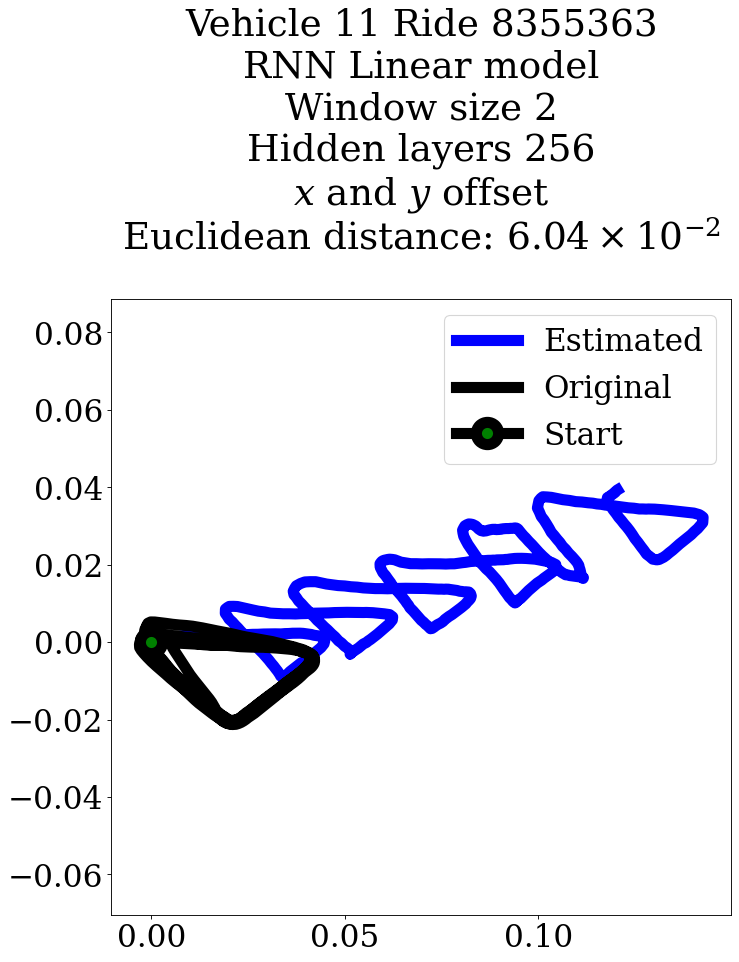 Vehicle 11 Ride 8355363
RNN Linear model
Window size 2
Hidden layers 256
x and y offset
Euclidean distance: 6.04 × 10⁻²
Estimated
Original
Start
0.08
0.06
0.04
0.02
0.00
−0.02
−0.04
−0.06
0.00 0.05 0.10